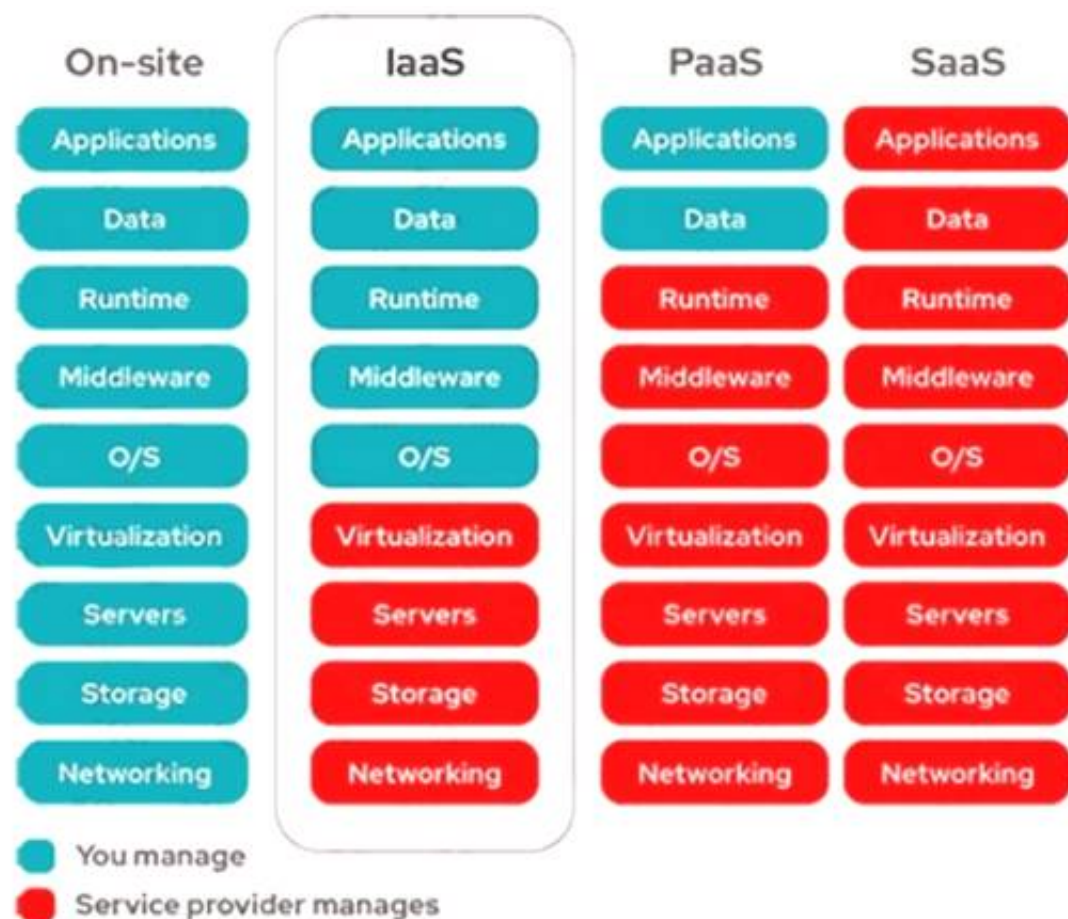 On-site IaaS PaaS SaaS
Applications Applications Applications Applications
Data Data Data Data
Runtime Runtime Runtime Runtime
Middleware Middleware Middleware Middleware
O/S O/S O/S O/S
Virtualization Virtualization Virtualization Virtualization
Servers Servers Servers Servers
Storage Storage Storage Storage
Networking Networking Networking Networking
You manage
Service provider manages